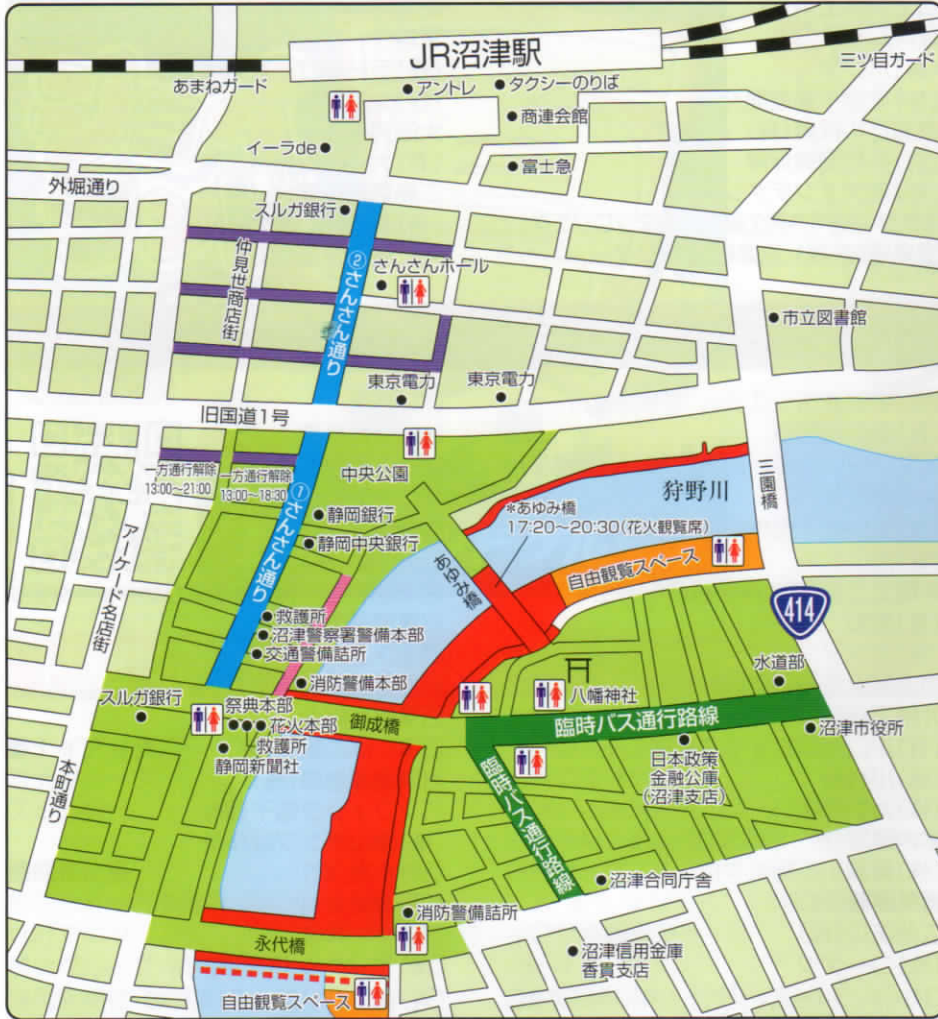 JR沼津駅
三ツ目ガード
あまねガード
アントレ
タクシーのりば
商連会館
イーラde
富士急
外堀通り
スルガ銀行
仲見世商店街
②さんさん通り
さんさんホール
市立図書館
東京電力
東京電力
旧国道1号
一方通行解除
13:00~21:00
一方通行解除
13:00~18:30
中央公園
①さんさん通り
静岡銀行
静岡中央銀行
*あゆみ橋
17:20~20:30(花火観覧席)
狩野川
三園橋
あゆみ橋
自由観覧スペース
アーケード名店街
414
救護所
沼津警察署警備本部
交通警備詰所
消防警備本部
水道部
八幡神社
スルガ銀行
祭典本部
花火本部
救護所
静岡新聞社
御成橋
臨時バス通行路線
沼津市役所
日本政策
金融公庫
(沼津支店)
臨時バス通行路線
本町通り
沼津合同庁舎
消防警備詰所
永代橋
沼津信用金庫
香貫支店
自由観覧スペース